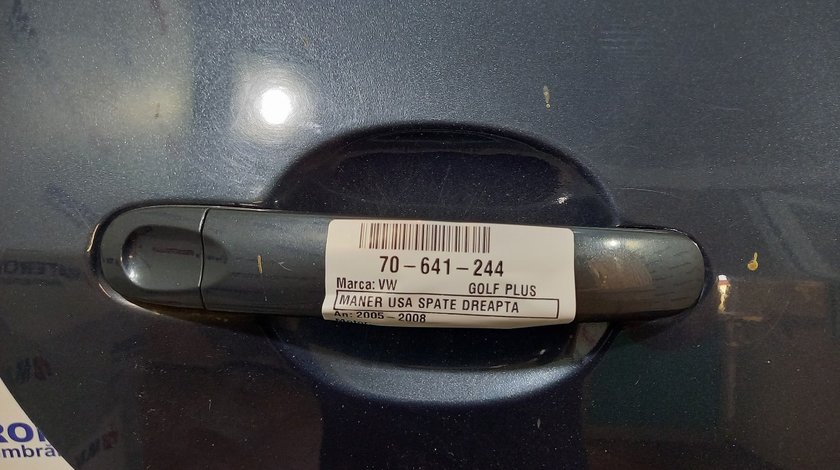 70-641-244
Marca: VW GOLF PLUS
MANER USA SPATE DREAPTA
An: 2005-2008